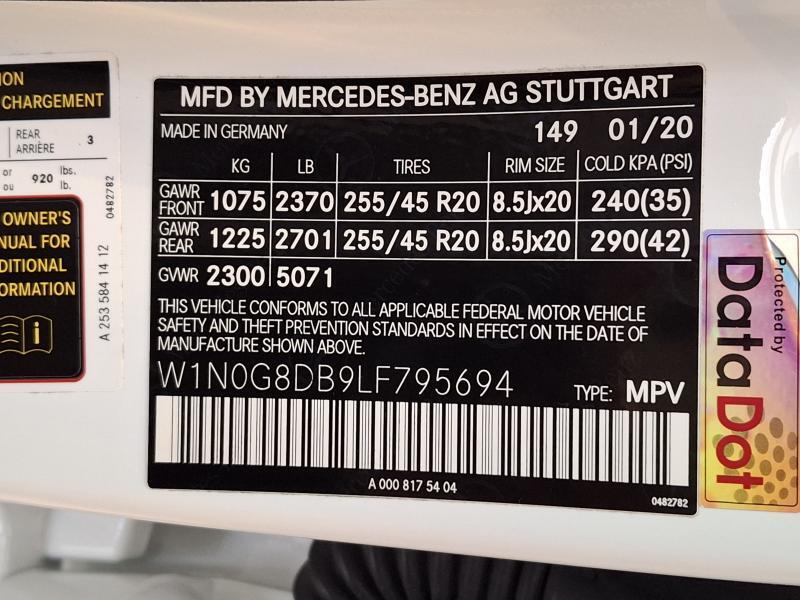 ION
CHARGEMENT
REAR
ARRIÈRE
3
or
ou
920
lbs.
lb.
0482782
OWNER'S
NUAL FOR
DITIONAL
ORMATION
A 253 584 14 12
MFD BY MERCEDES-BENZ AG STUTTGART
MADE IN GERMANY 149 01/20
KG LB TIRES RIM SIZE COLD KPA(PSI)
GAWR FRONT 1075 2370 255/45 R20 8.5Jx20 240(35)
GAWR REAR 1225 2701 255/45 R20 8.5Jx20 290(42)
GVWR 2300 5071
THIS VEHICLE CONFORMS TO ALL APPLICABLE FEDERAL MOTOR VEHICLE
SAFETY AND THEFT PREVENTION STANDARDS IN EFFECT ON THE DATE OF
MANUFACTURE SHOWN ABOVE.
W1N0G8DB9LF795694 TYPE: MPV
A 000 817 54 04
0482782
Protected by
DataDot